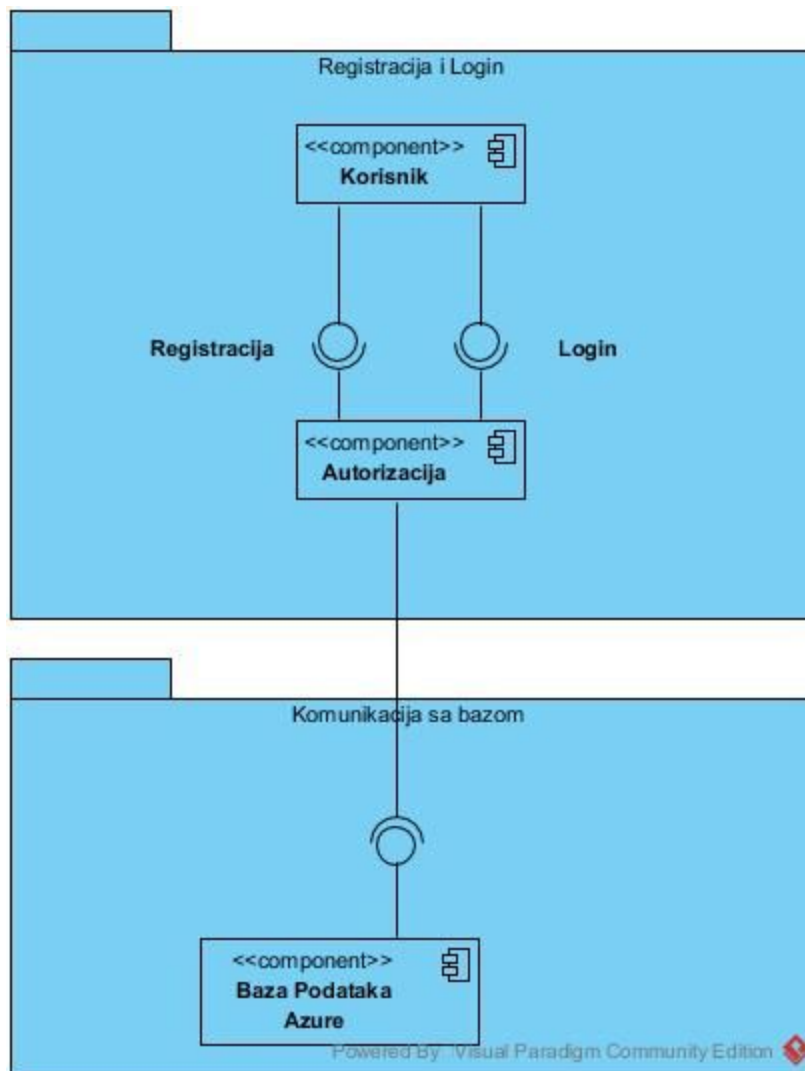 Registracija i Login
<<component>>
Korisnik
Registracija
Login
<<component>>
Autorizacija
Komunikacija sa bazom
<<component>>
Baza Podataka
Azure
Powered By: Visual Paradigm Community Edition